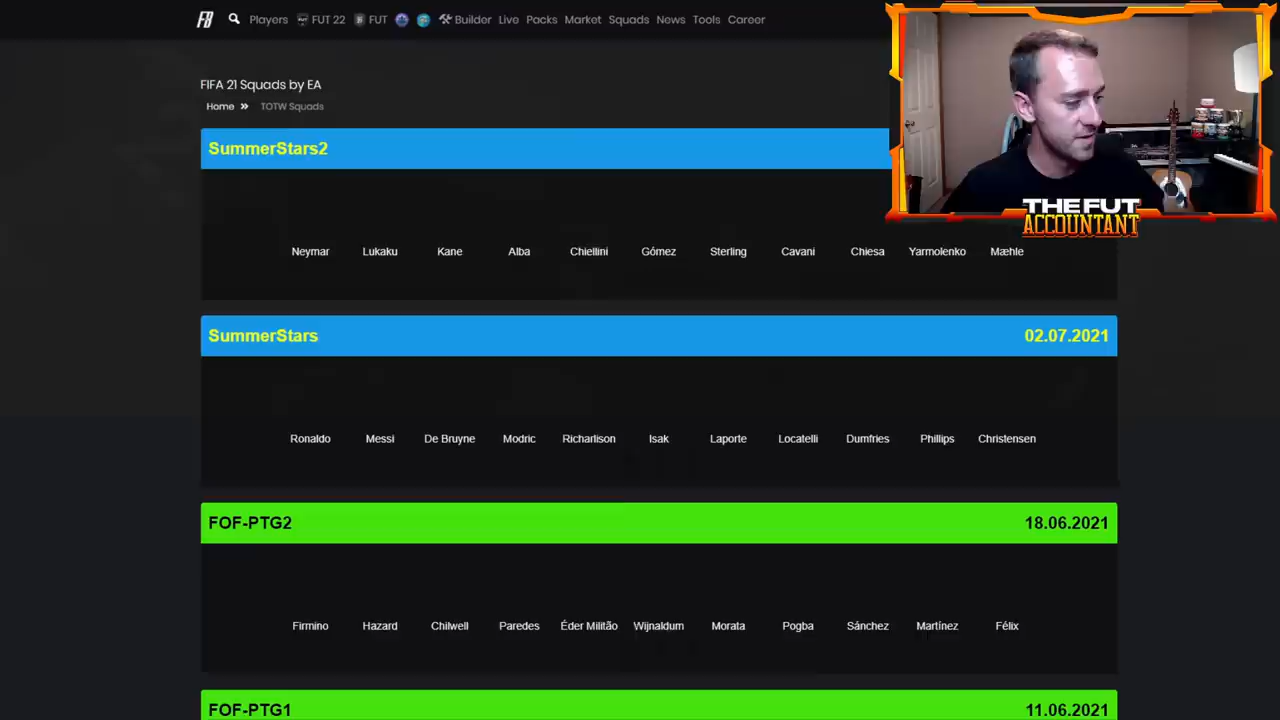 FB Players FUT 22 FUT Builder Live Packs Market Squads News Tools Career
FIFA 21 Squads by EA
Home » TOTW Squads
SummerStars2
THE FUT
ACCOUNTANT
Neymar Lukaku Kane Alba Chiellini Gómez Sterling Cavani Chiesa Yarmolenko Mæhle
SummerStars 02.07.2021
Ronaldo Messi De Bruyne Modric Richarlison Isak Laporte Locatelli Dumfries Phillips Christensen
FOF-PTG2 18.06.2021
Firmino Hazard Chilwell Paredes Éder Militão Wijnaldum Morata Pogba Sánchez Martínez Félix
FOF-PTG1 11.06.2021